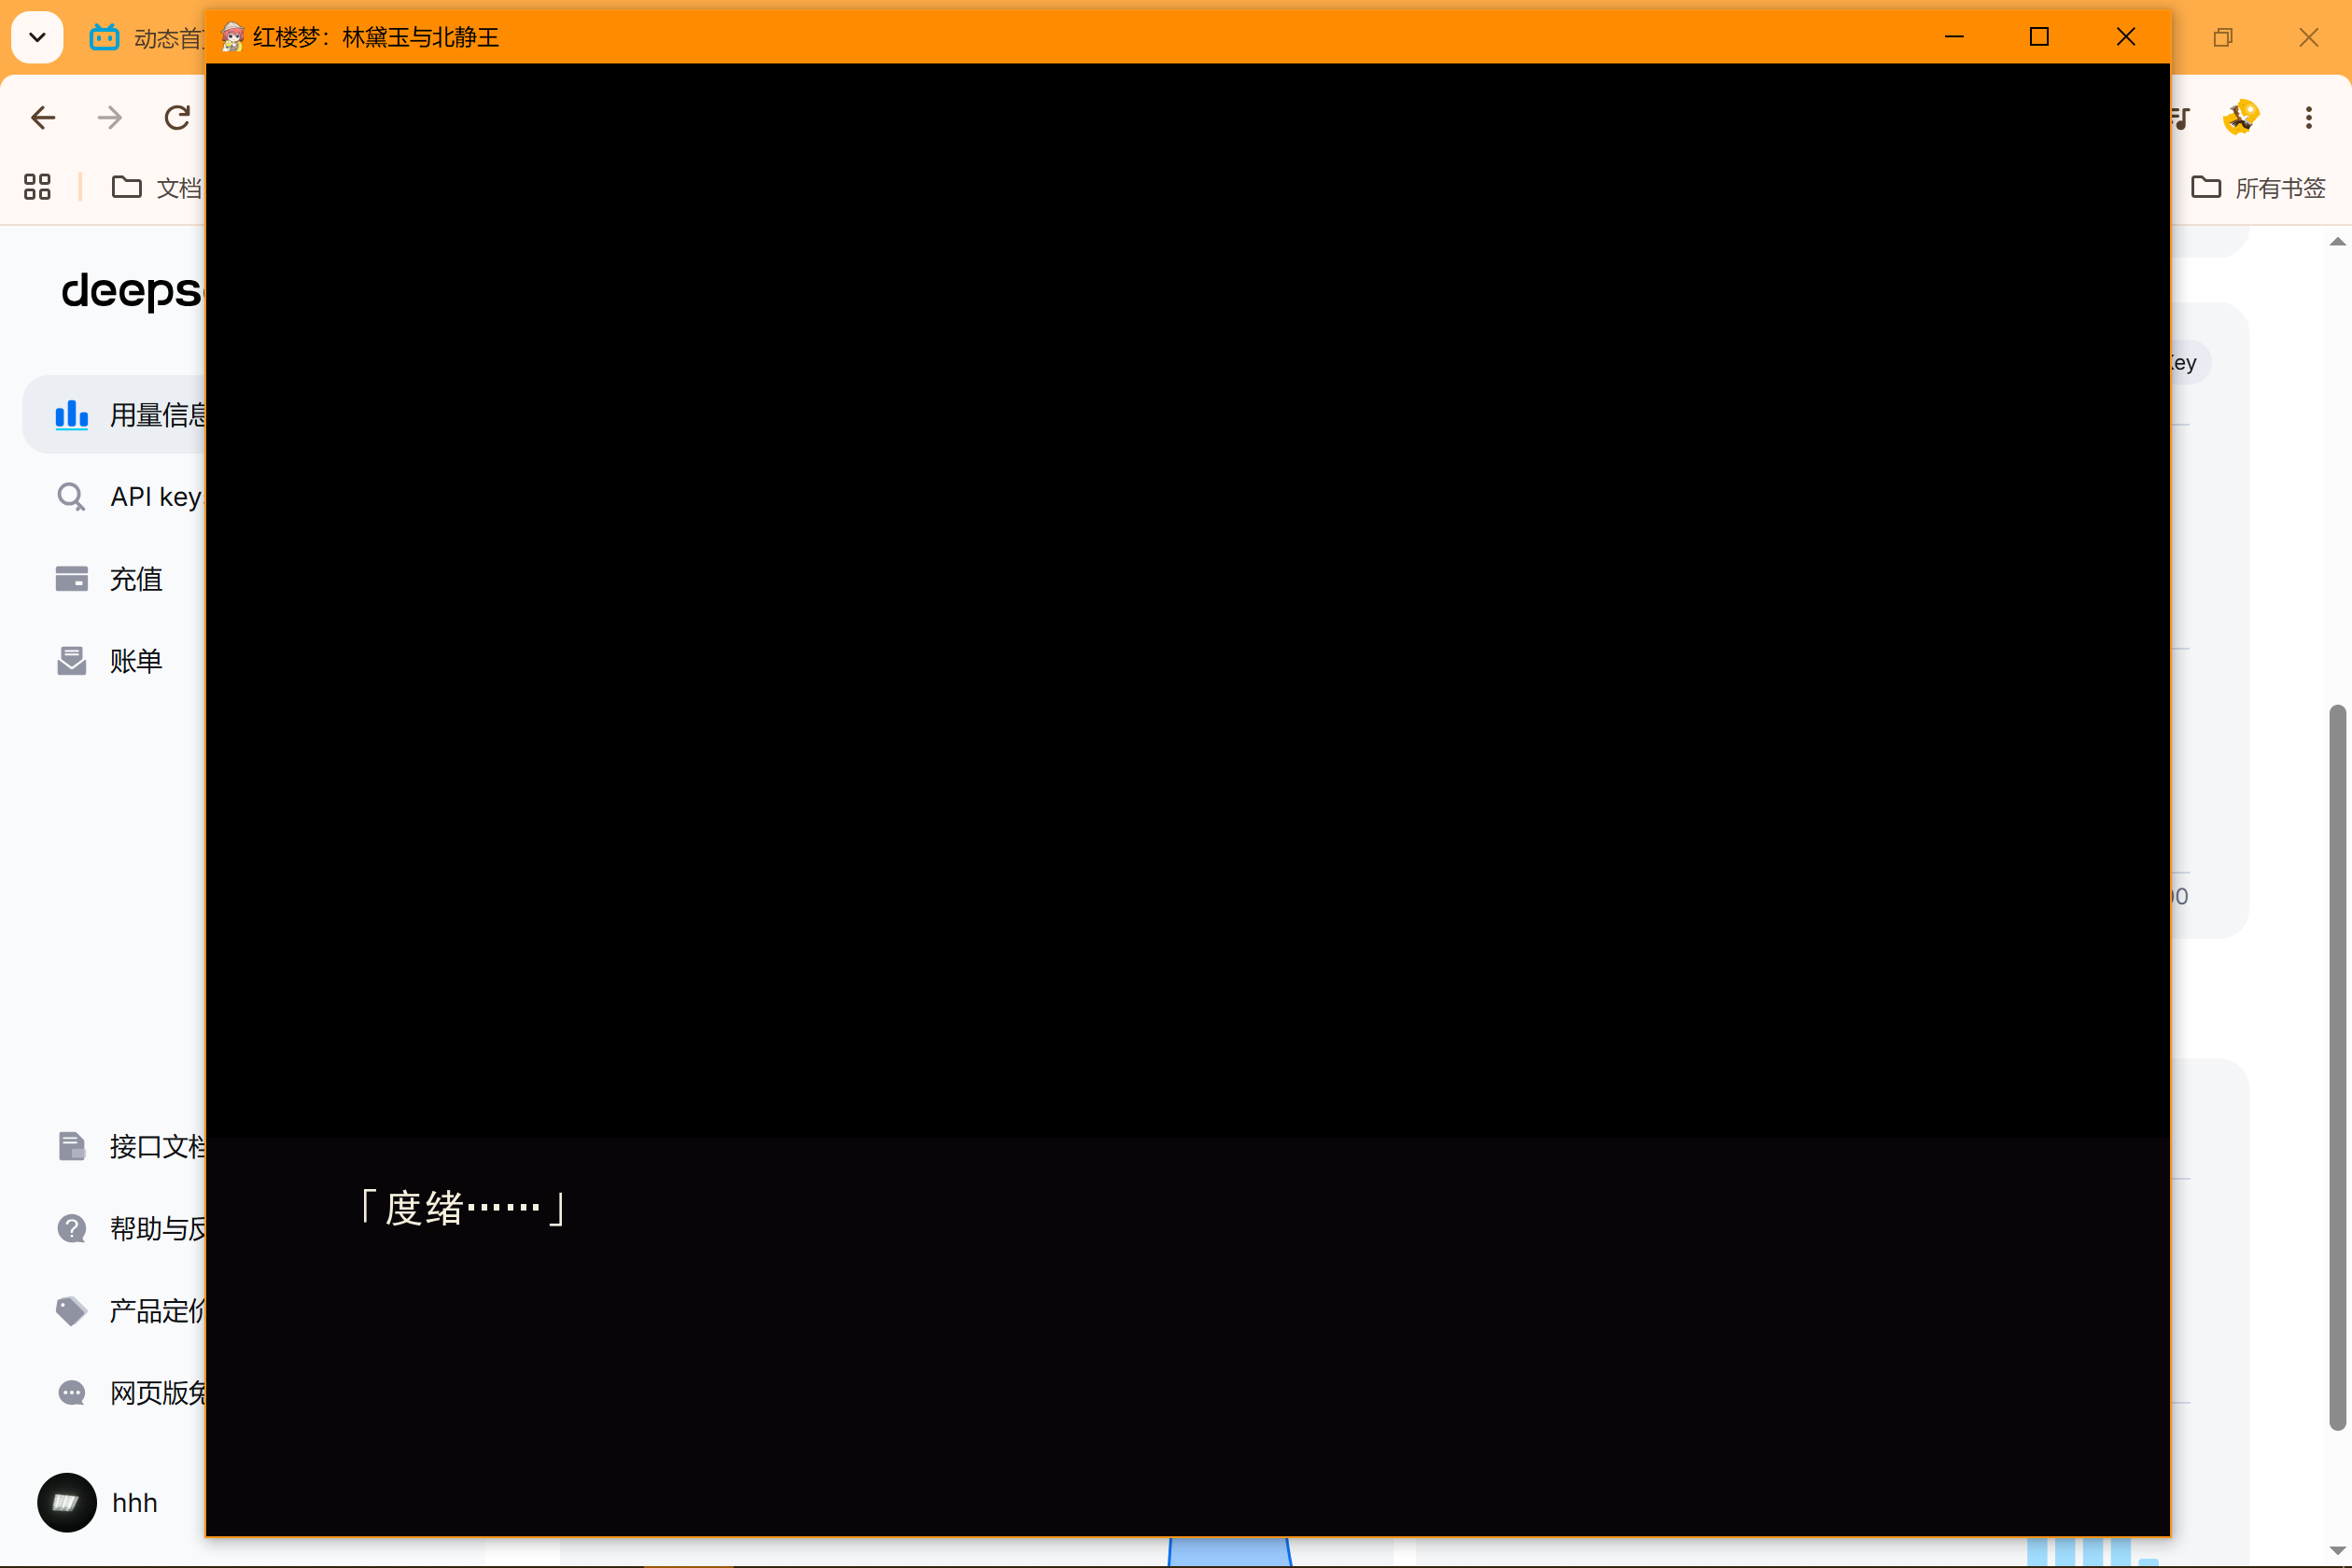 动态首
红楼梦：林黛玉与北静王
文档
所有书签
deeps
用量信息
API key
充值
账单
Key
00
接口文档
帮助与反
产品定价
网页版免
hhh
「度绪……」